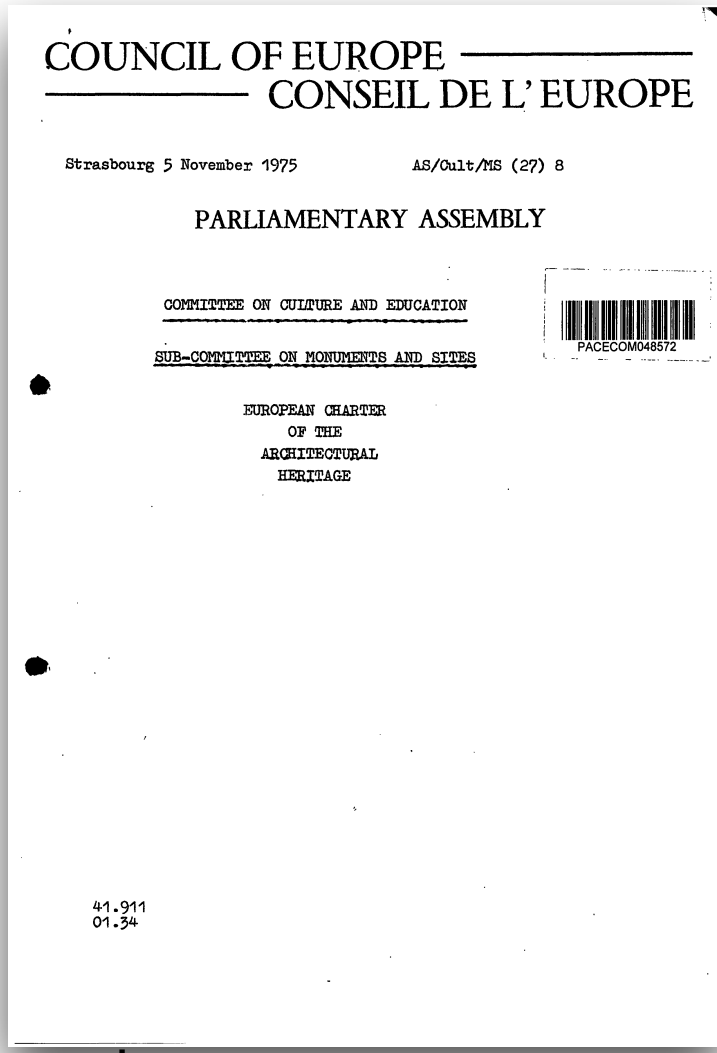 COUNCIL OF EUROPE
CONSEIL DE L'EUROPE
Strasbourg 5 November 1975 AS/Cult/MS (27) 8
PARLIAMENTARY ASSEMBLY
COMMITTEE ON CULTURE AND EDUCATION
PACECOM048572
SUB-COMMITTEE ON MONUMENTS AND SITES
EUROPEAN CHARTER
OF THE
ARCHITECTURAL
HERITAGE
41.911
01.34